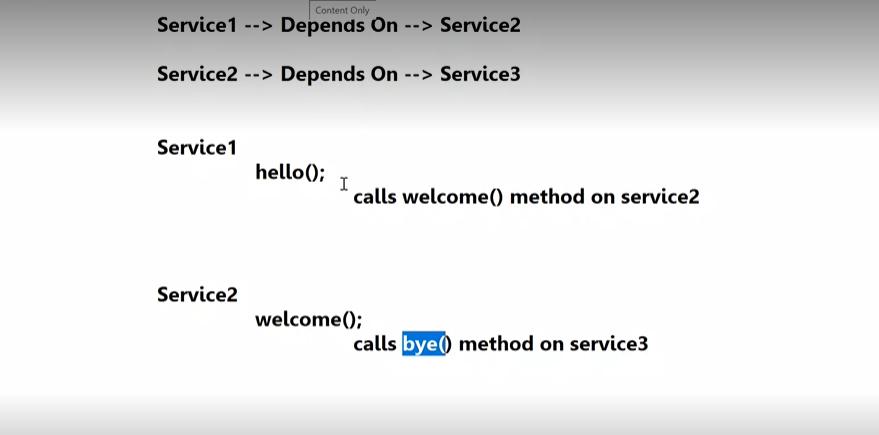 Content Only
Service1 --> Depends On --> Service2
Service2 --> Depends On --> Service3
Service1
hello();
calls welcome() method on service2
Service2
welcome();
calls bye() method on service3